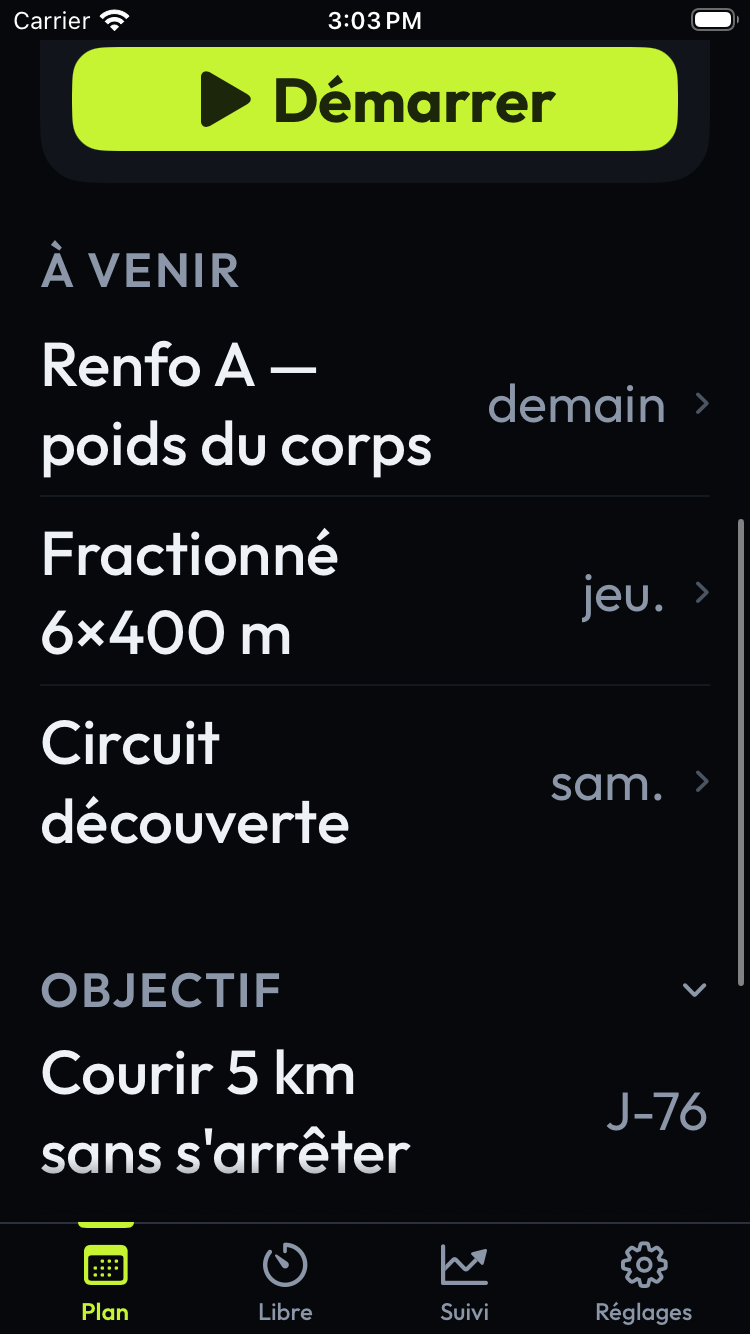 Carrier 3:03 PM
Démarrer
À VENIR
Renfo A —
poids du corps
demain
Fractionné
6×400 m
jeu.
Circuit
découverte
sam.
OBJECTIF
Courir 5 km
sans s'arrêter
J-76
Plan Libre Suivi Réglages